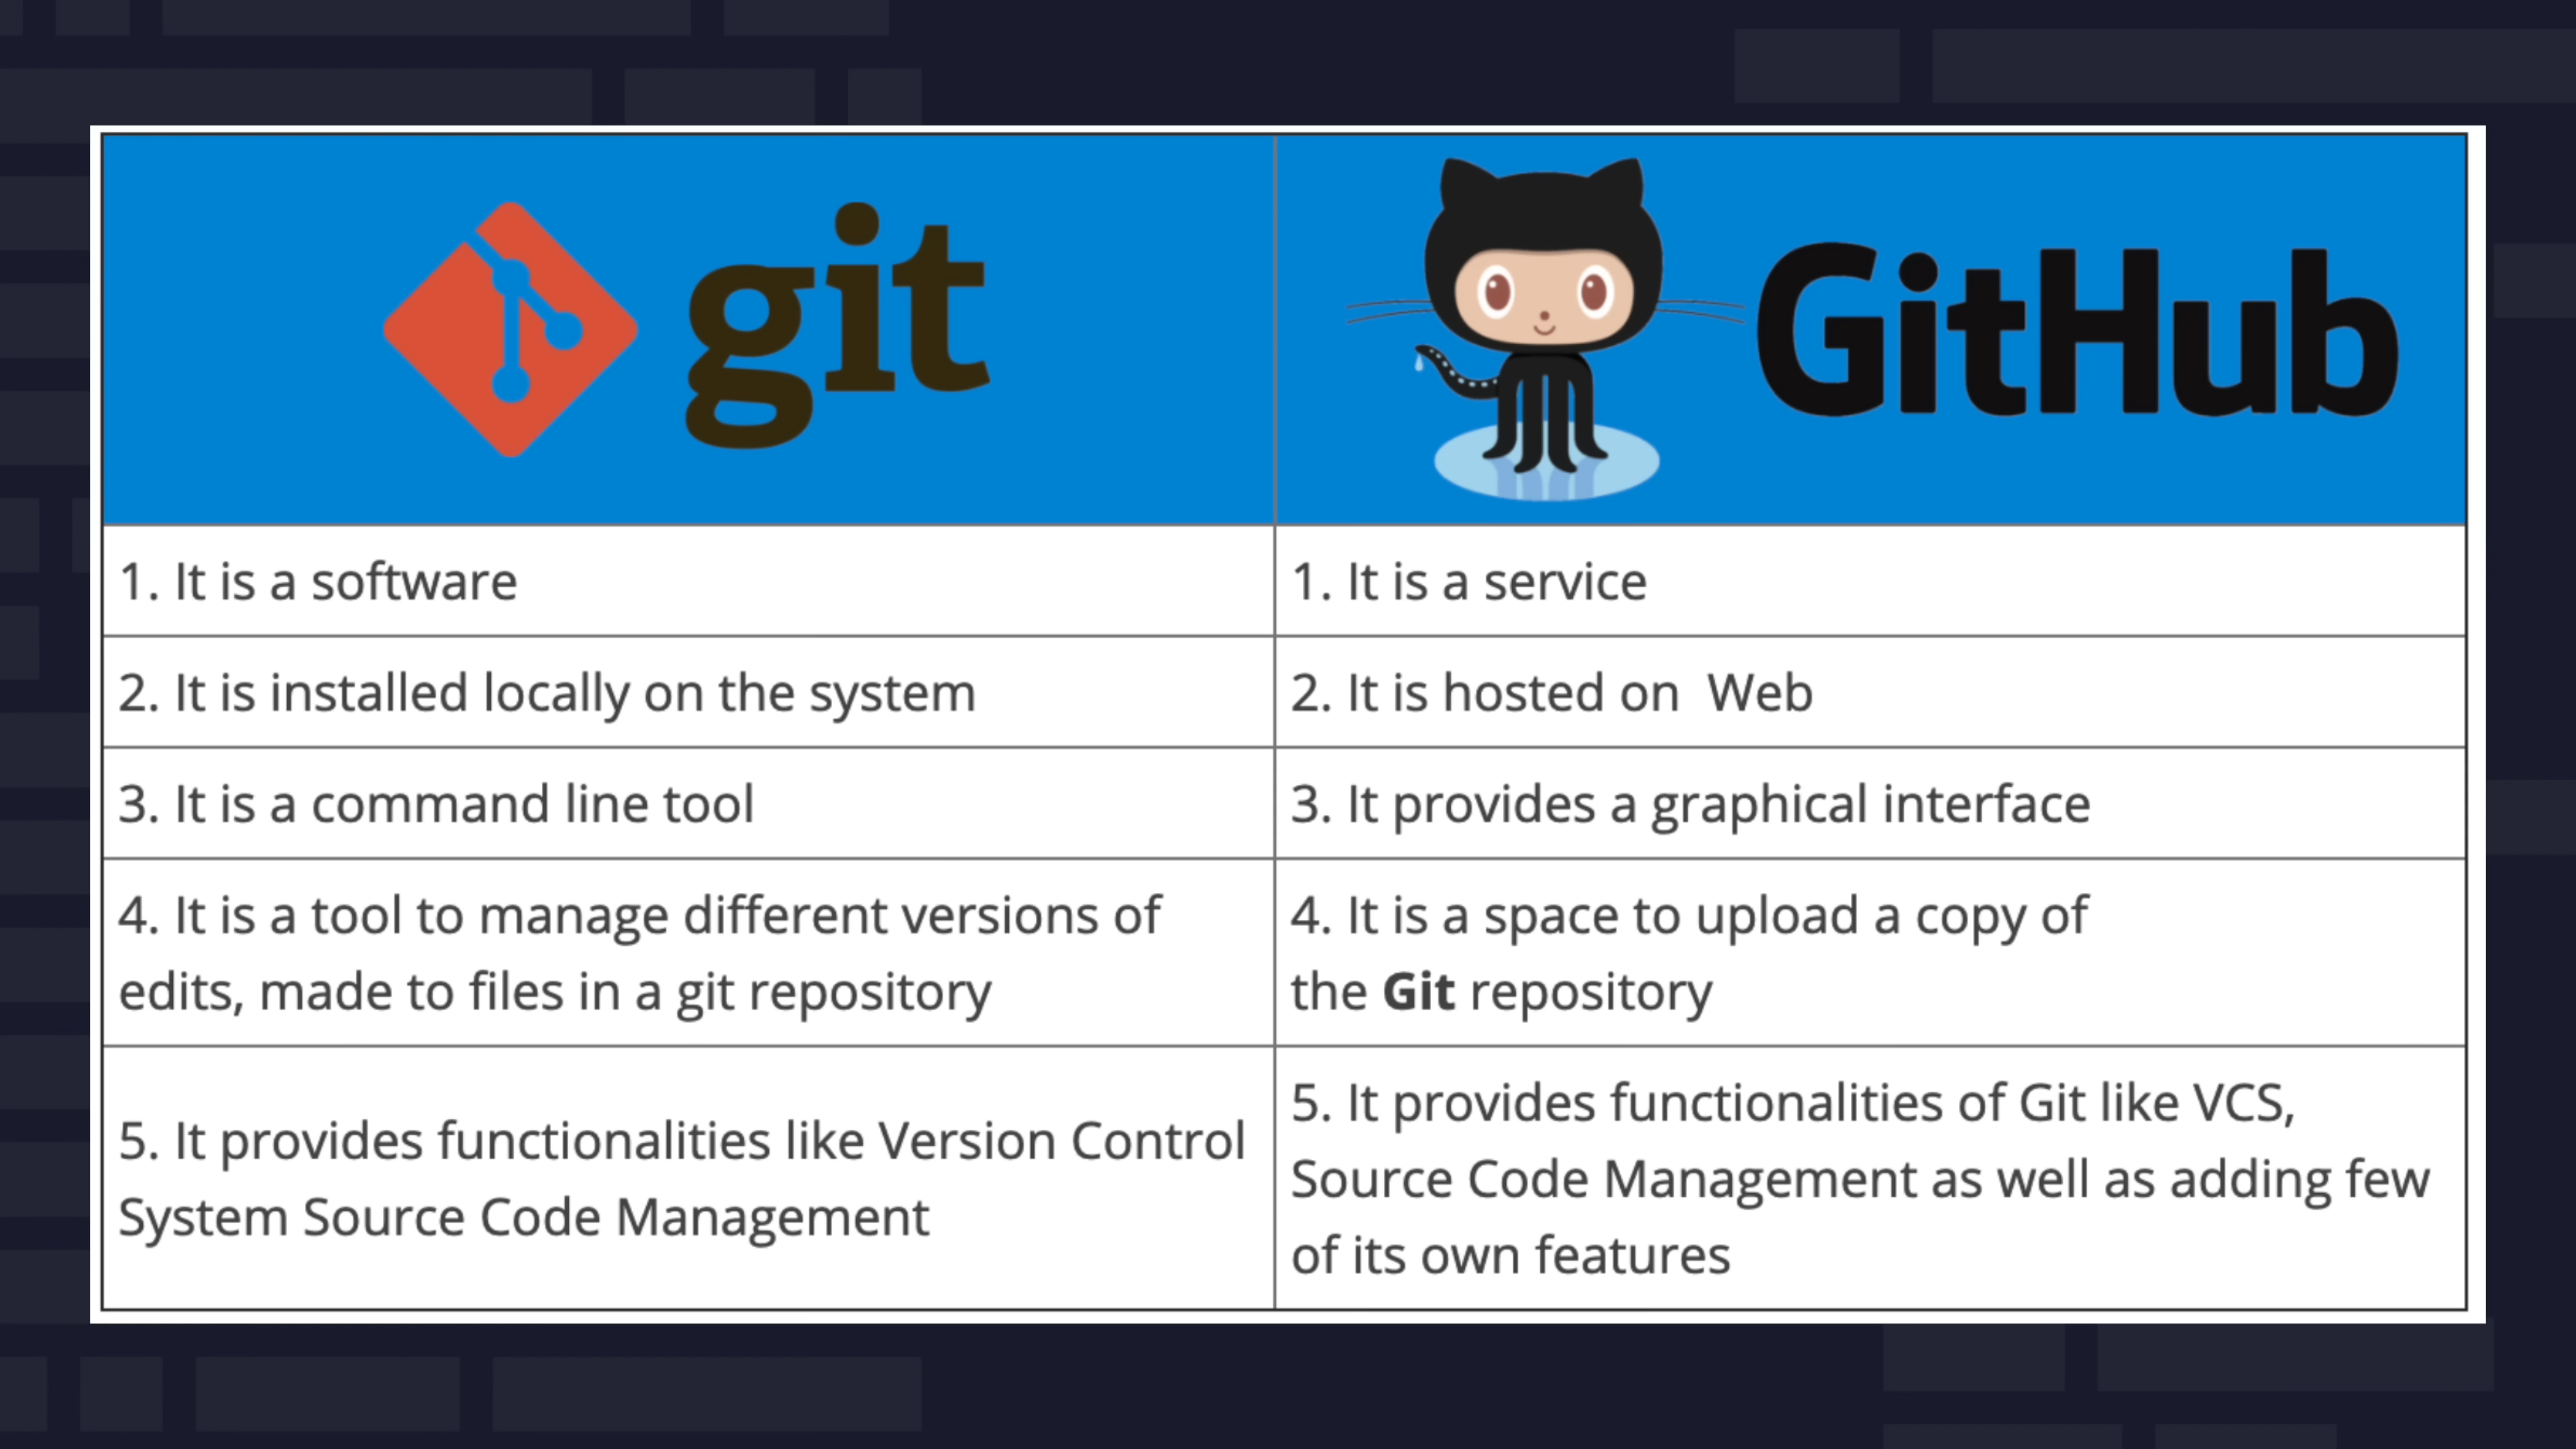 git
GitHub
1. It is a software
1. It is a service
2. It is installed locally on the system
2. It is hosted on  Web
3. It is a command line tool
3. It provides a graphical interface
4. It is a tool to manage different versions of
edits, made to files in a git repository
4. It is a space to upload a copy of
the Git repository
5. It provides functionalities like Version Control
System Source Code Management
5. It provides functionalities of Git like VCS,
Source Code Management as well as adding few
of its own features